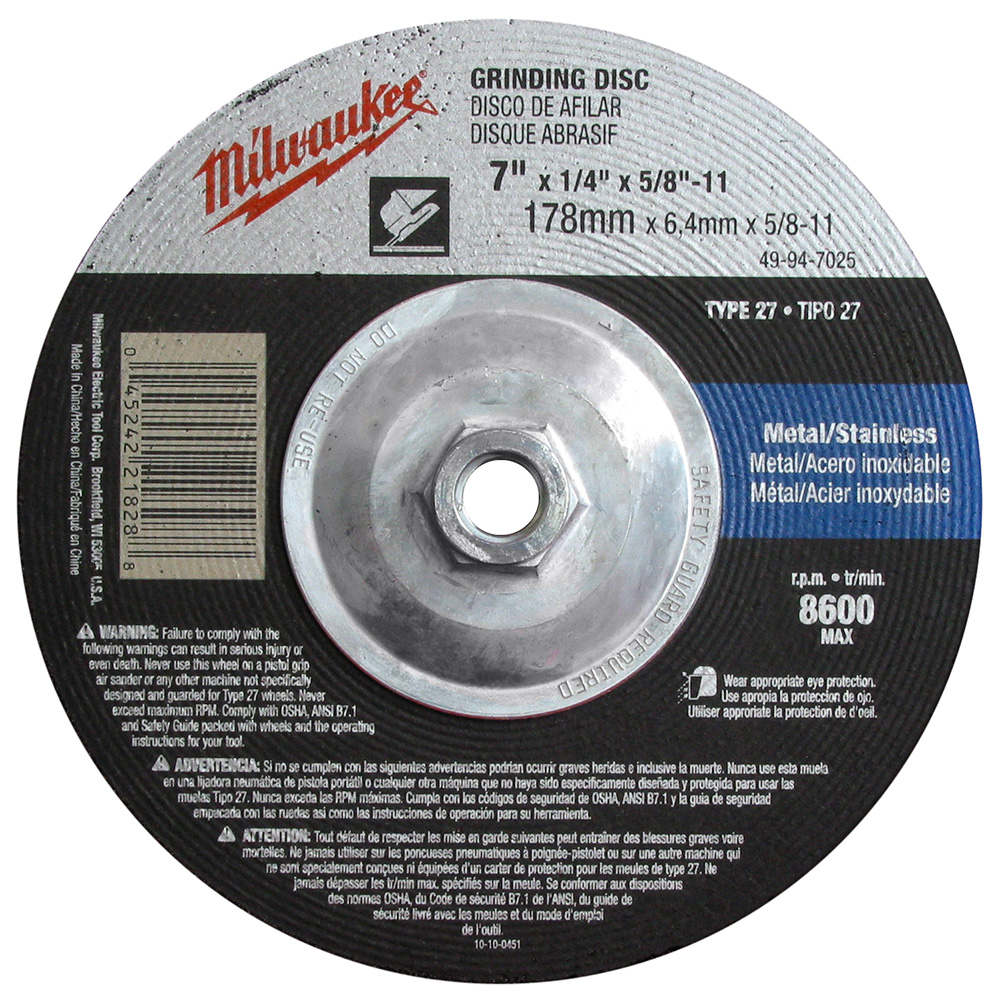 Milwaukee®
GRINDING DISC
DISCO DE AFILAR
DISQUE ABRASIF
7" x 1/4" x 5/8"-11
178mm x 6,4mm x 5/8-11
49-94-7025
TYPE 27 • TIPO 27
Metal/Stainless
Metal/Acero inoxidable
Métal/Acier inoxydable
r.p.m. • tr/min.
8600
MAX
Wear appropriate eye protection.
Use apropia la proteccion de ojo.
Utiliser approriate la protection de d'oeil.
DO NOT RE-USE
SAFETY GUARD REQUIRED
1
0 45242 21828 8
Milwaukee Electric Tool Corp. Brookfield, WI 53005 U.S.A.
Made in China/Hecho en China/Fabriqué en Chine
⚠ WARNING: Failure to comply with the
following warnings can result in serious injury or
even death. Never use this wheel on a pistol grip
air sander or any other machine not specifically
designed and guarded for Type 27 wheels. Never
exceed maximum RPM. Comply with OSHA, ANSI B7.1
and Safety Guide packed with wheels and the operating
instructions for your tool.
⚠ ADVERTENCIA: Si no se cumplen con las siguientes advertencias podrían ocurrir graves heridas e inclusive la muerte. Nunca use esta muela
en una lijadora neumática de pistola portátil o cualquier otra máquina que no haya sido específicamente diseñada y protegida para usar las
muelas Tipo 27. Nunca exceda las RPM máximas. Cumpla con los códigos de seguridad de OSHA, ANSI B7.1 y la guia de seguridad
empacada con las ruedas asi como las instrucciones de operación para su herramienta.
⚠ ATTENTION: Tout défaut de respecter les mise en garde suivantes peut entraîner des blessures graves voire
mortelles. Ne jamais utiliser sur les ponceuses pneumatiques à poignée-pistolet ou sur une autre machine qui
ne sont specialement conçues ni équipées d'un carter de protection pour les meules de type 27. Ne
jamais dépasser les tr/min max. spécifiés sur la meule. Se conformer aux dispositions
des normes OSHA, du Code de sécurité B7.1 de l'ANSI, du guide de
sécurité livré avec les meules et du mode d'emploi
de l'outil.
10-10-0451